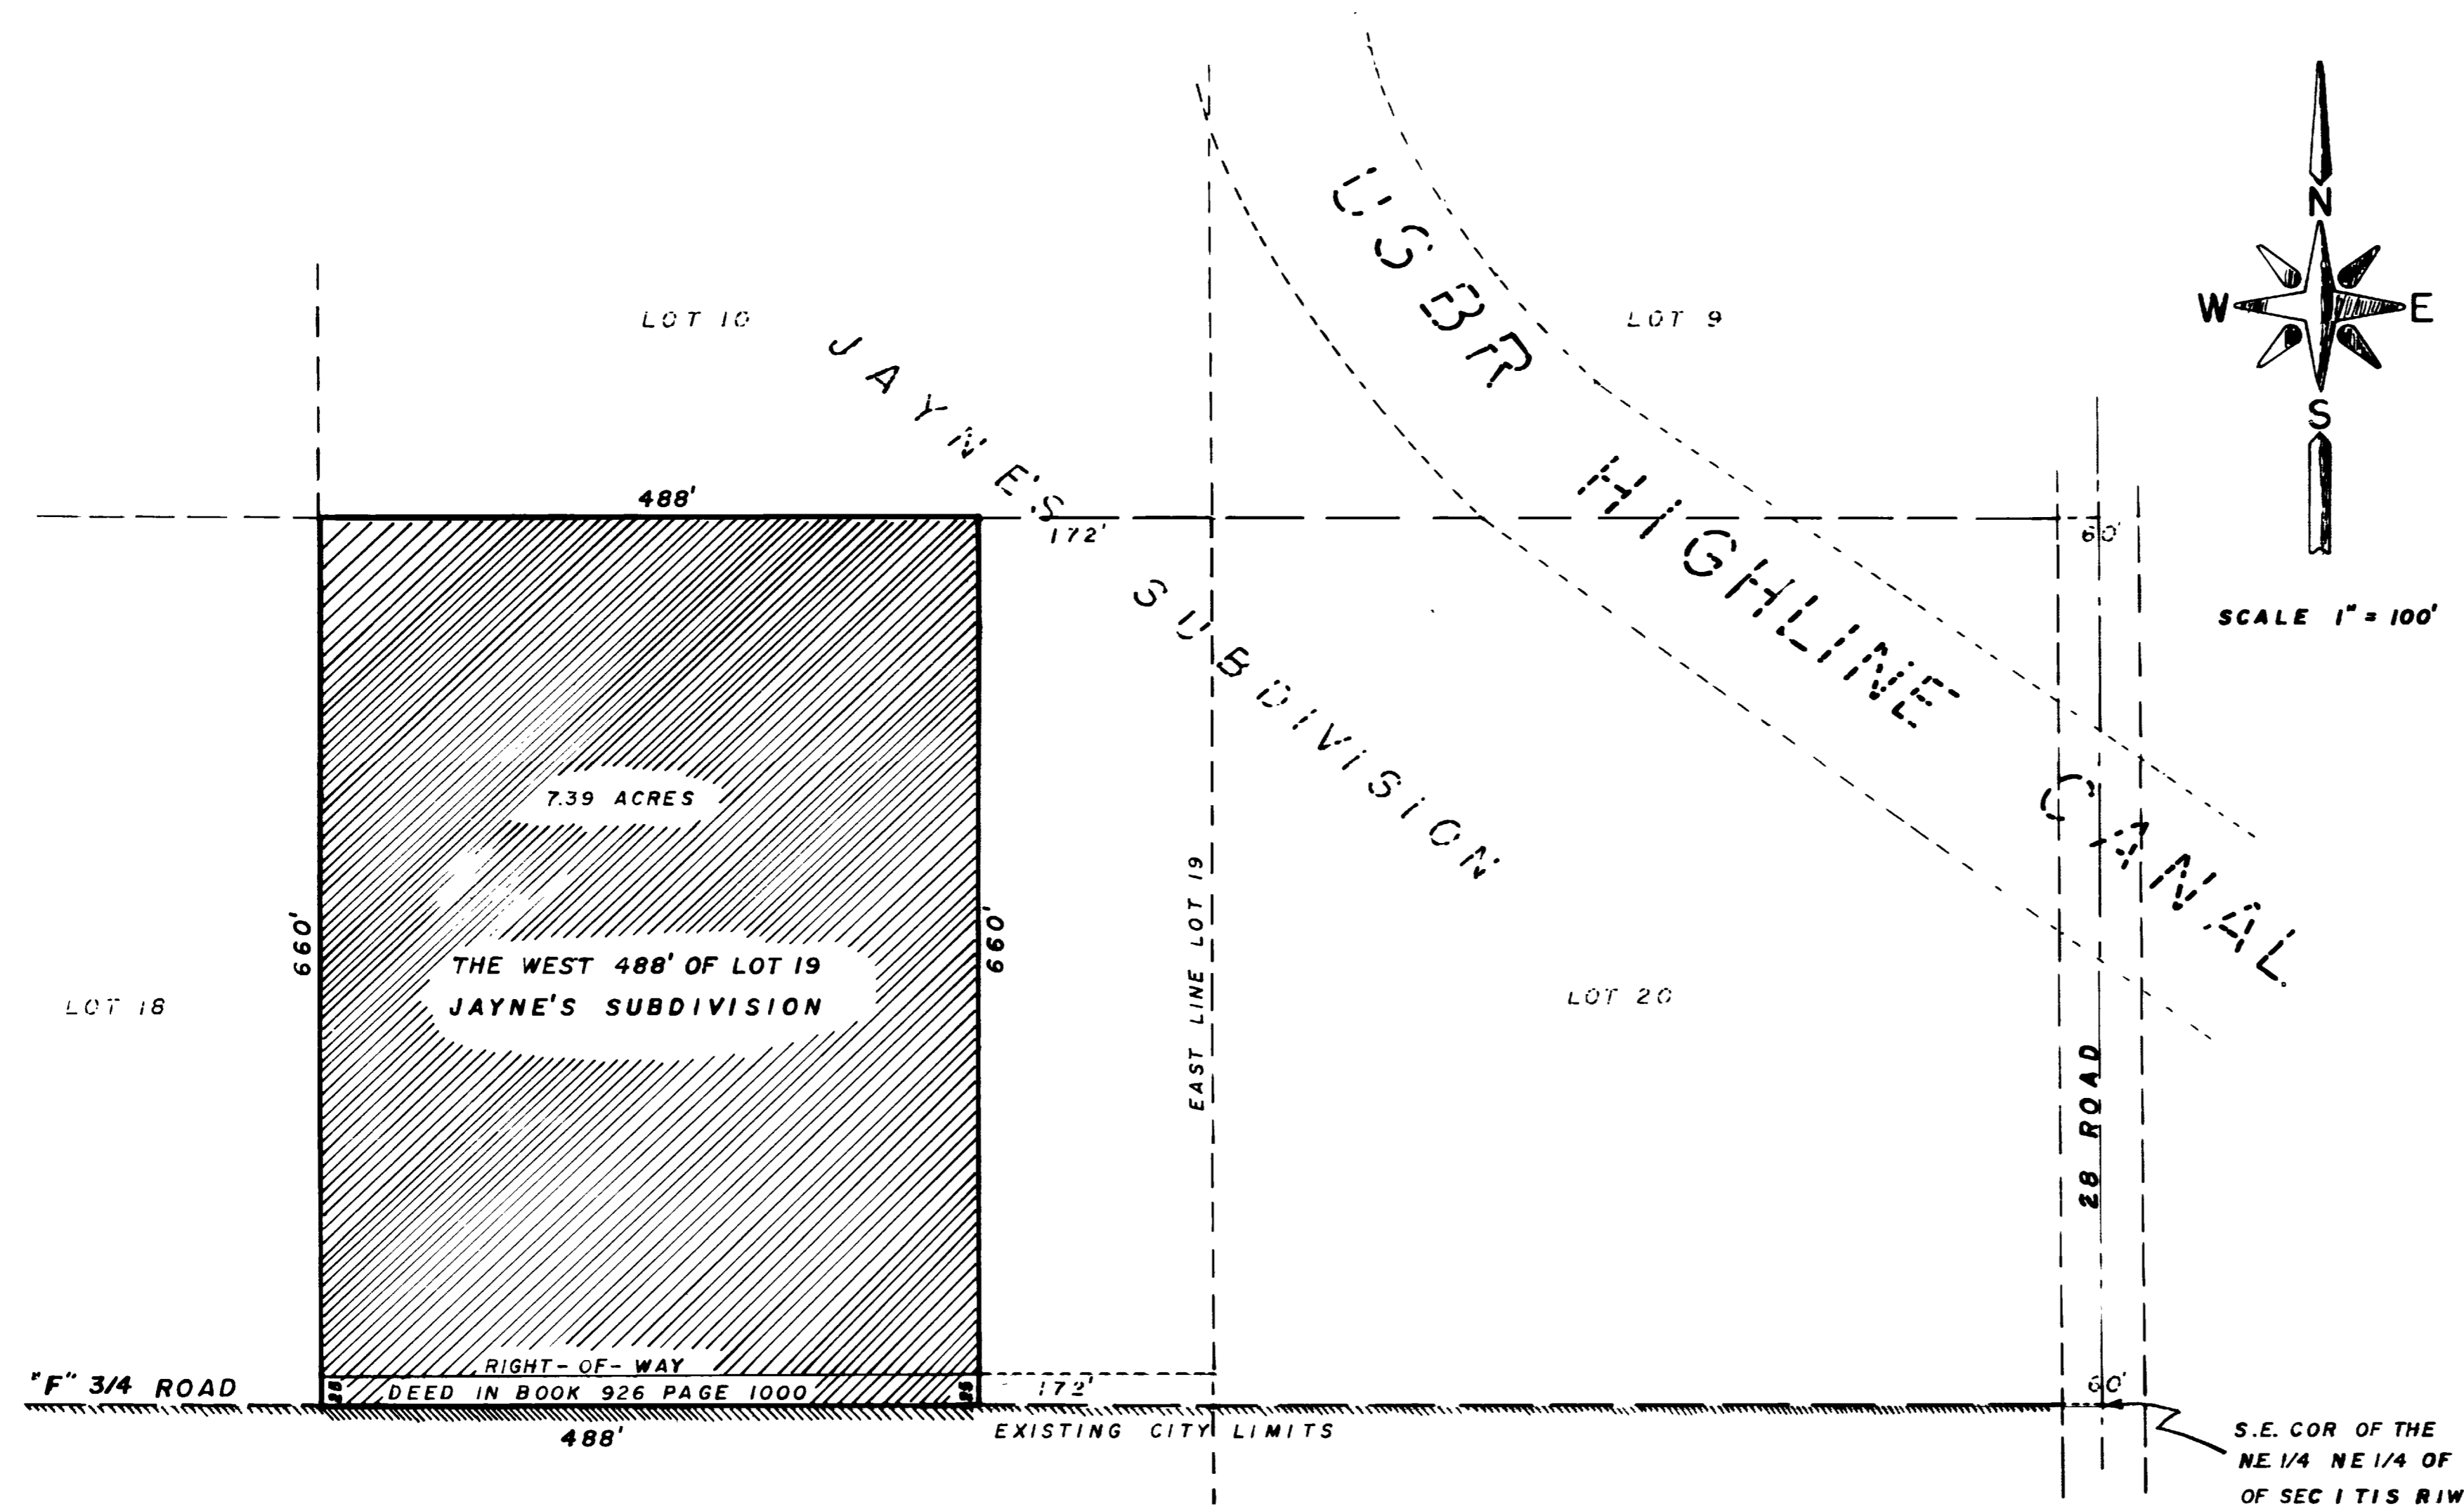 N
W E
S
SCALE 1" = 100'
USBR HIGHLINE CANAL
LOT 10
LOT 9
JAYNE'S SUBDIVISION
488'
172'
60'
7.39 ACRES
660'
660'
THE WEST 488' OF LOT 19
JAYNE'S SUBDIVISION
LOT 18
EAST LINE LOT 19
LOT 20
28 ROAD
RIGHT-OF-WAY
"F" 3/4 ROAD
25
DEED IN BOOK 926 PAGE 1000
25
172'
60'
488'
EXISTING CITY LIMITS
S.E. COR OF THE
NE 1/4 NE 1/4 OF
OF SEC 1 T1S R1W